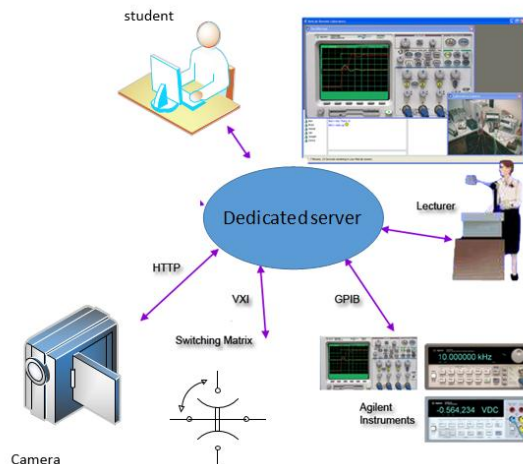 student
Dedicated server
Lecturer
HTTP
VXI
GPIB
Switching Matrix
10.000000 kHz
-0.564,234 VDC
Agilent
Instruments
Camera